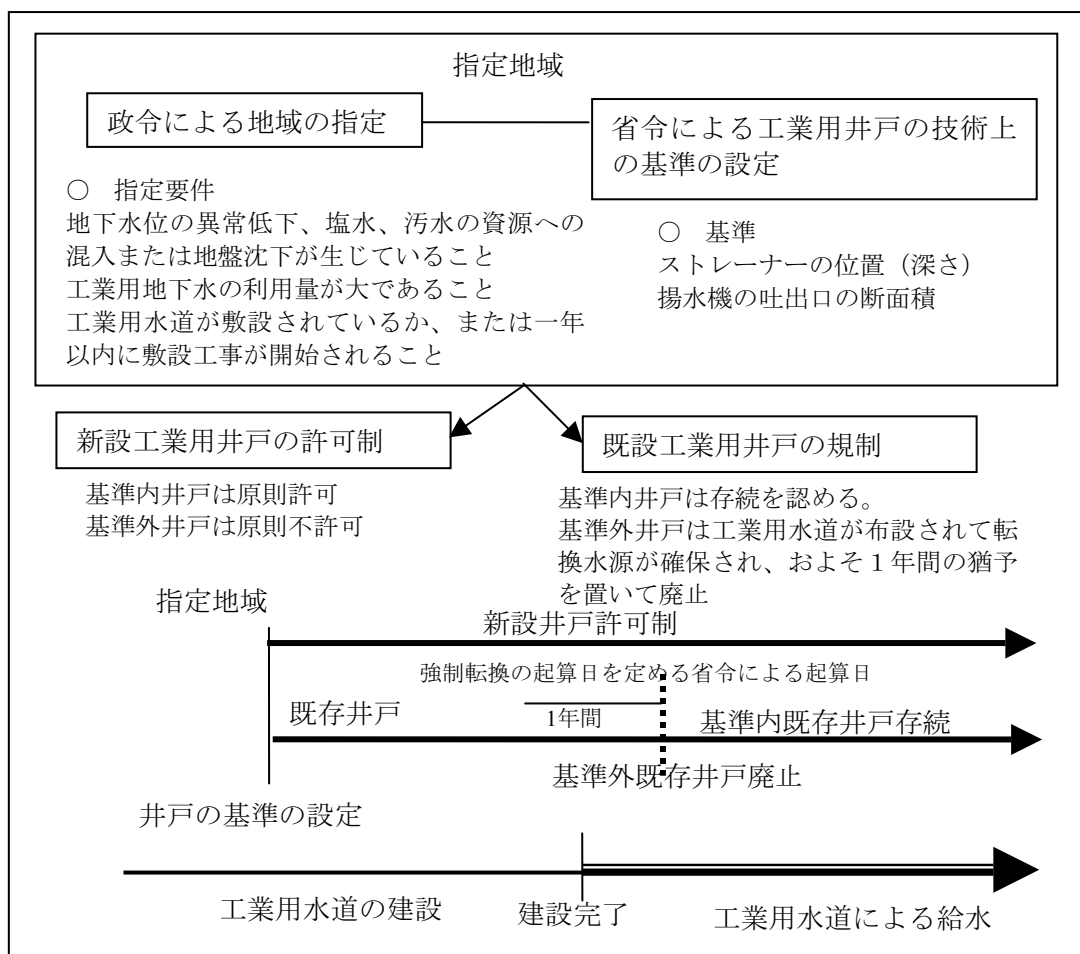 指定地域
政令による地域の指定
省令による工業用井戸の技術上
の基準の設定
○　指定要件
地下水位の異常低下、塩水、汚水の資源への
混入または地盤沈下が生じていること
工業用地下水の利用量が大であること
工業用水道が敷設されているか、または一年
以内に敷設工事が開始されること
○　基準
ストレーナーの位置（深さ）
揚水機の吐出口の断面積
新設工業用井戸の許可制
基準内井戸は原則許可
基準外井戸は原則不許可
既設工業用井戸の規制
基準内井戸は存続を認める。
基準外井戸は工業用水道が布設されて転
換水源が確保され、およそ１年間の猶予
を置いて廃止
指定地域
新設井戸許可制
強制転換の起算日を定める省令による起算日
既存井戸
1年間
基準内既存井戸存続
基準外既存井戸廃止
井戸の基準の設定
工業用水道の建設
建設完了
工業用水道による給水